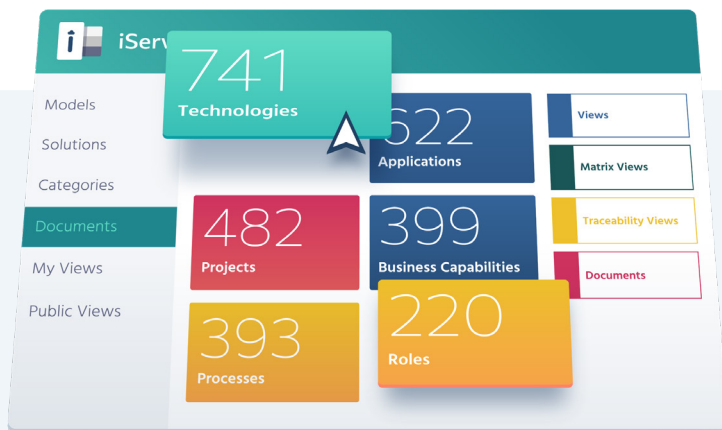 i
iServ
741
Technologies
622
Applications
482
Projects
399
Business Capabilities
393
Processes
220
Roles
Models
Solutions
Categories
Documents
My Views
Public Views
Views
Matrix Views
Traceability Views
Documents